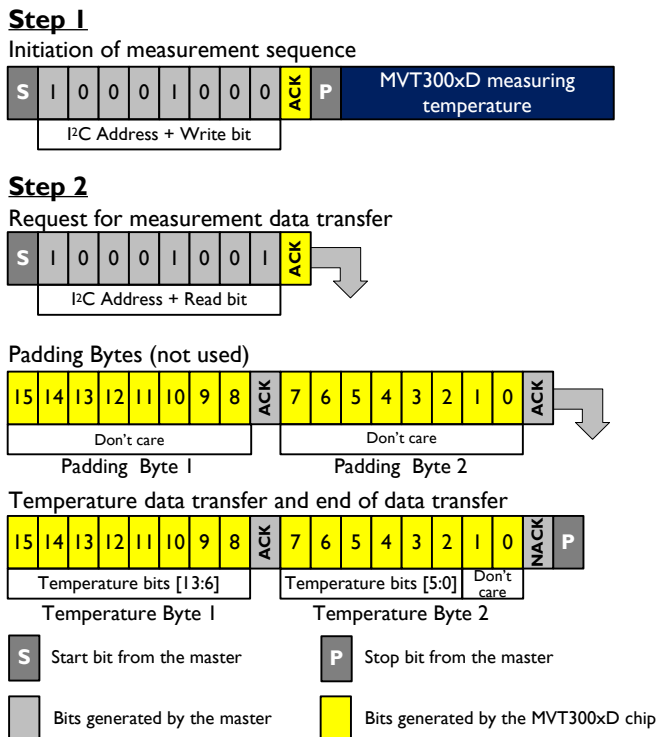 Step 1
Initiation of measurement sequence
S 1 0 0 0 1 0 0 0 ACK P MVT300xD measuring
temperature
I²C Address + Write bit
Step 2
Request for measurement data transfer
S 1 0 0 0 1 0 0 1 ACK
I²C Address + Read bit
Padding Bytes (not used)
15 14 13 12 11 10 9 8 ACK 7 6 5 4 3 2 1 0 ACK
Don't care Don't care
Padding Byte 1 Padding Byte 2
Temperature data transfer and end of data transfer
15 14 13 12 11 10 9 8 ACK 7 6 5 4 3 2 1 0 NACK P
Temperature bits [13:6] Temperature bits [5:0] Don't
care
Temperature Byte 1 Temperature Byte 2
S Start bit from the master P Stop bit from the master
Bits generated by the master Bits generated by the MVT300xD chip